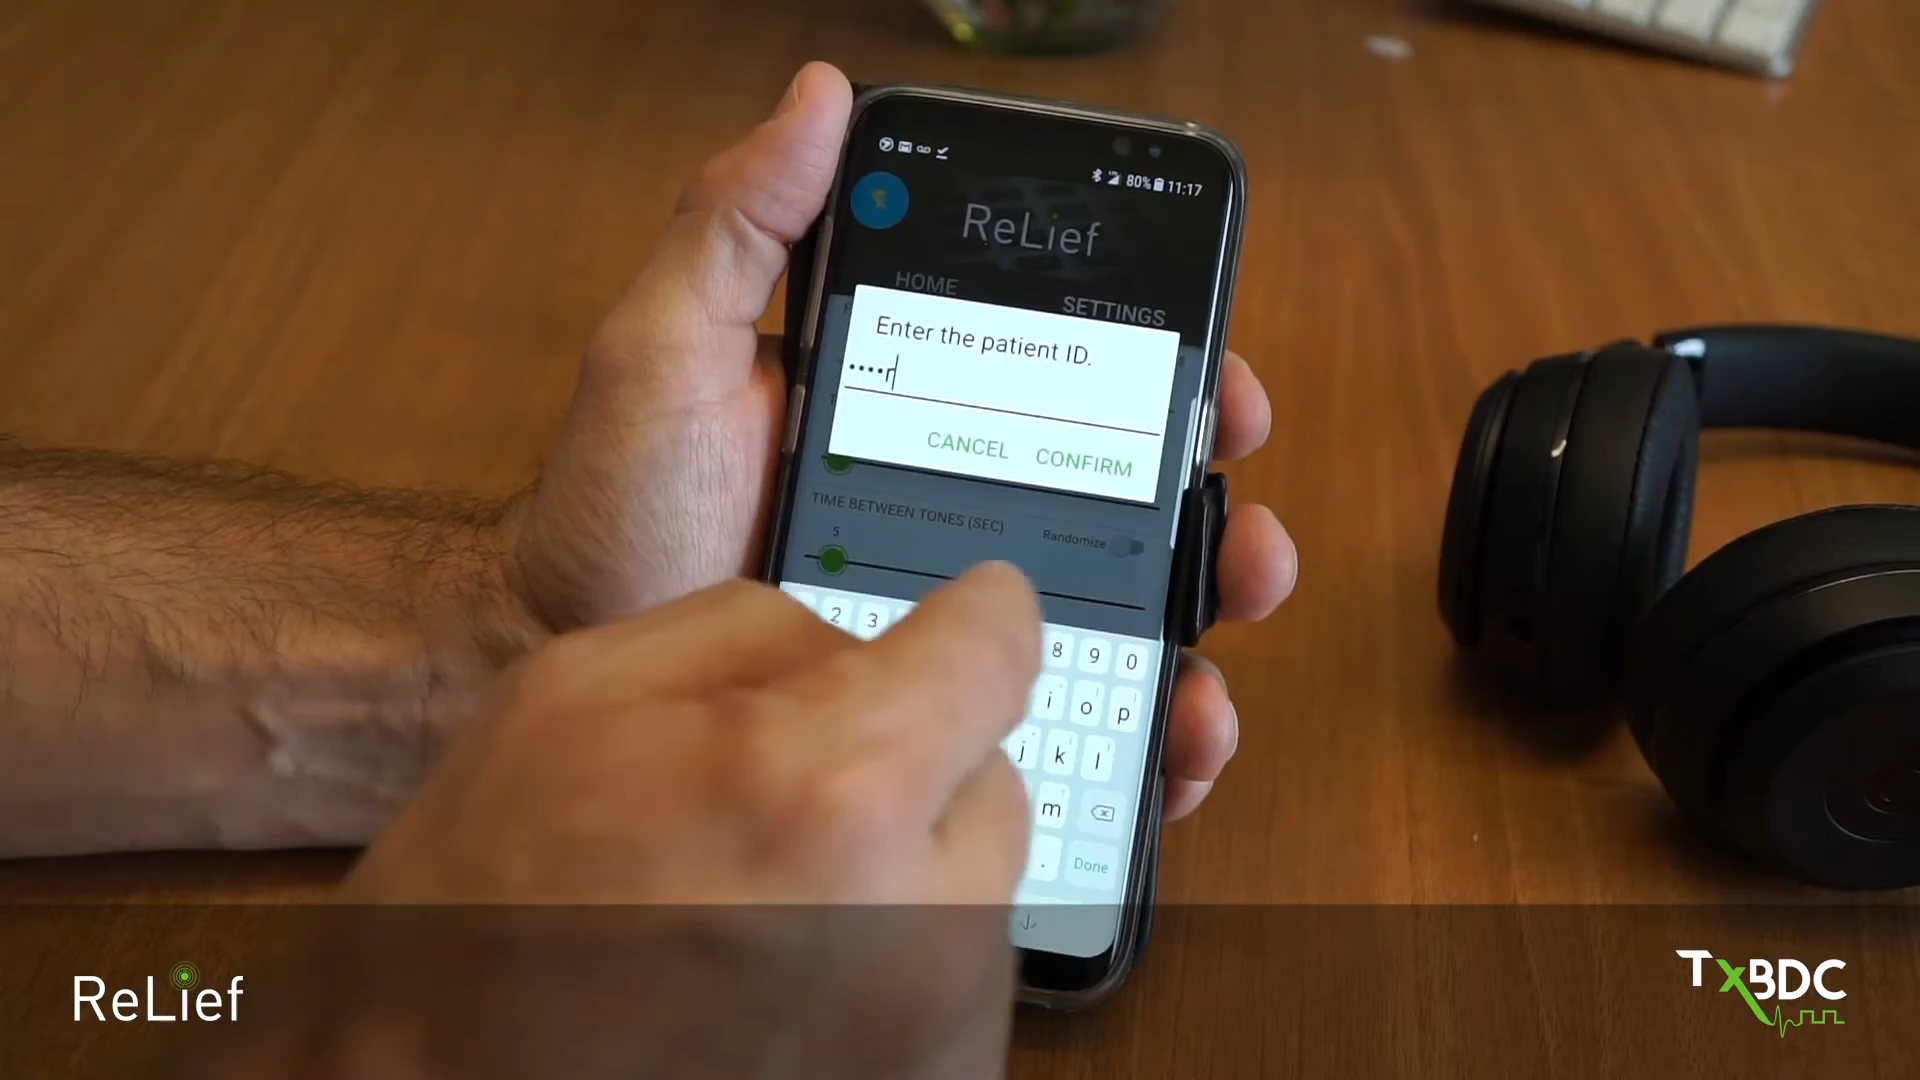 80% 11:17
ReLief
HOME
SETTINGS
Enter the patient ID.
••••r
CANCEL CONFIRM
TIME BETWEEN TONES (SEC)
5
Randomize
2 3 8 9 0
i o p
j k l
m
. Done
ReLief
TxBDC